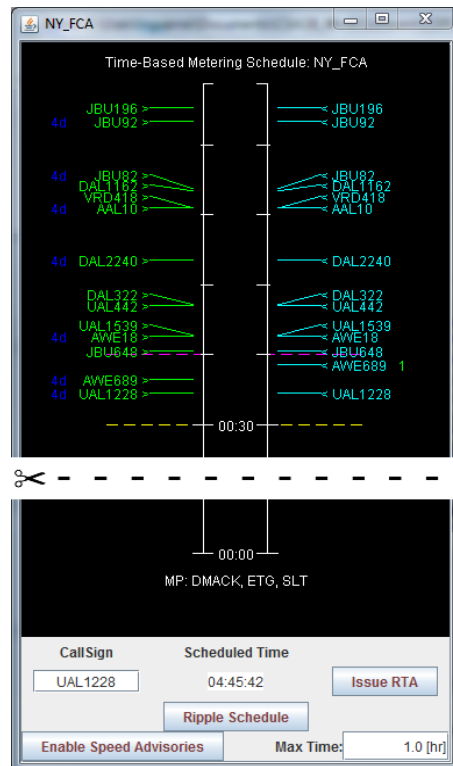 NY_FCA
Time-Based Metering Schedule: NY_FCA
JBU196 > < JBU196
4d JBU92 > < JBU92
4d JBU82 > < JBU82
DAL1162 > < DAL1162
VRD418 > < VRD418
4d AAL10 > < AAL10
4d DAL2240 > < DAL2240
DAL322 > < DAL322
UAL442 > < UAL442
UAL1539 > < UAL1539
4d AWE18 > < AWE18
JBU648 > < JBU648
< AWE689 1
4d AWE689 >
4d UAL1228 > < UAL1228
00:30
00:00
MP: DMACK, ETG, SLT
CallSign Scheduled Time
UAL1228 04:45:42 Issue RTA
Ripple Schedule
Enable Speed Advisories Max Time: 1.0 [hr]